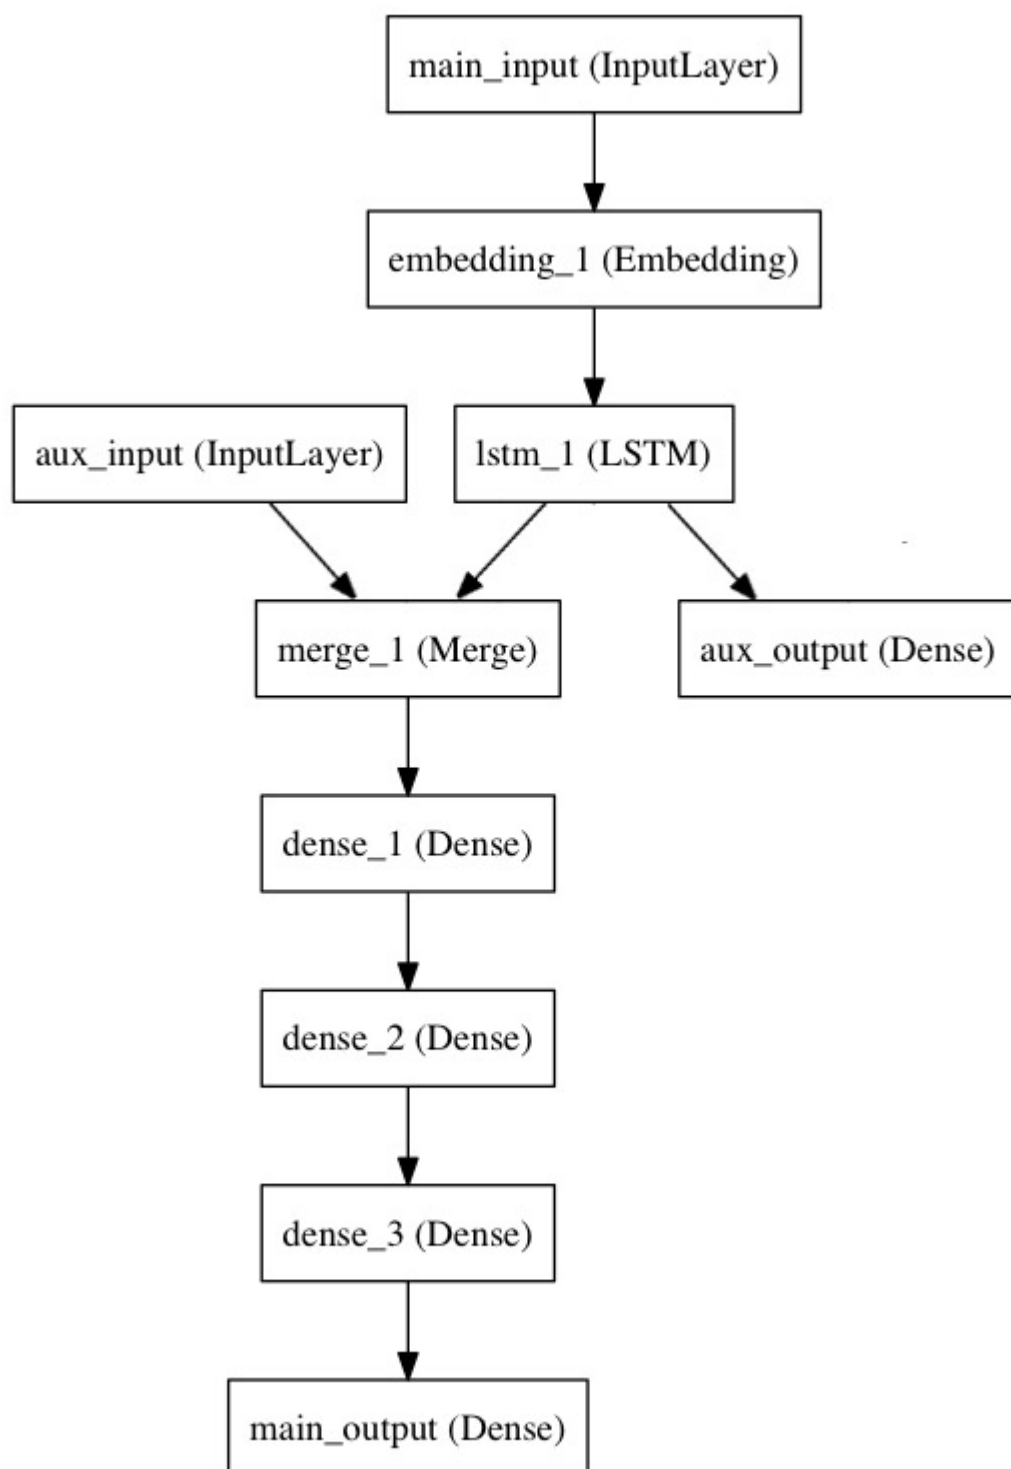 main_input (InputLayer)
embedding_1 (Embedding)
aux_input (InputLayer)
lstm_1 (LSTM)
merge_1 (Merge)
aux_output (Dense)
dense_1 (Dense)
dense_2 (Dense)
dense_3 (Dense)
main_output (Dense)